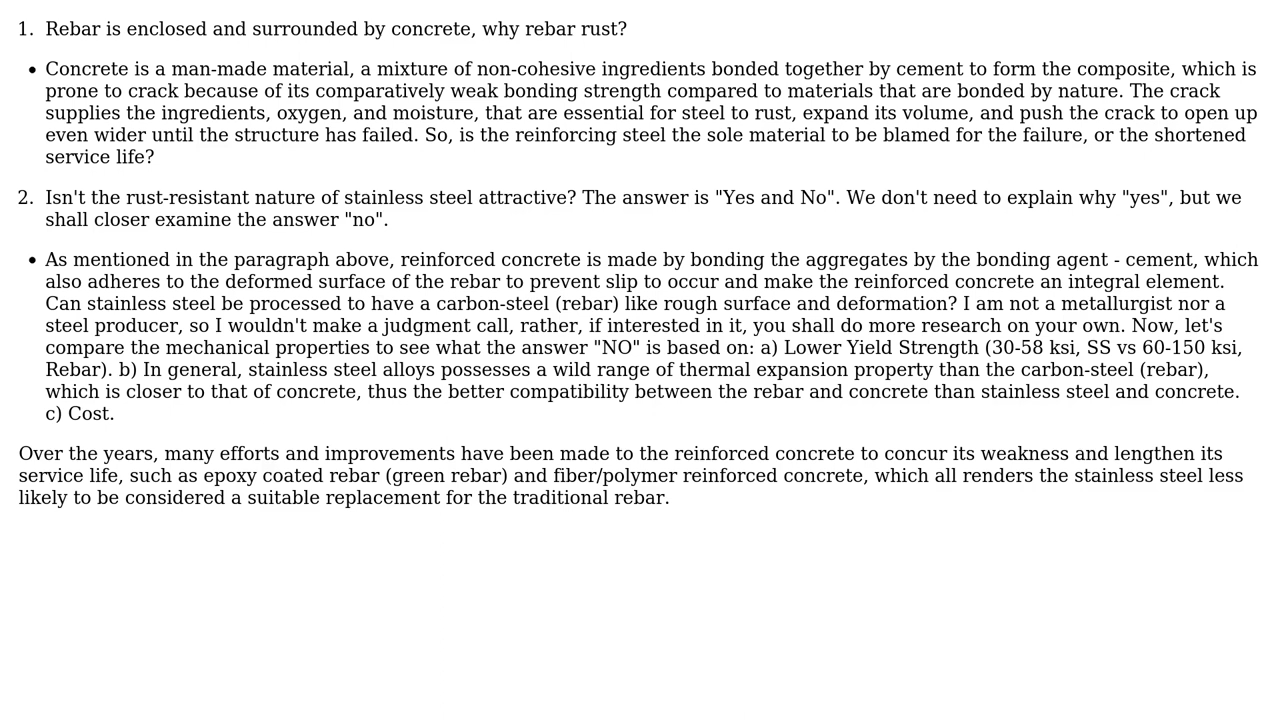 1. Rebar is enclosed and surrounded by concrete, why rebar rust?
• Concrete is a man-made material, a mixture of non-cohesive ingredients bonded together by cement to form the composite, which is
prone to crack because of its comparatively weak bonding strength compared to materials that are bonded by nature. The crack
supplies the ingredients, oxygen, and moisture, that are essential for steel to rust, expand its volume, and push the crack to open up
even wider until the structure has failed. So, is the reinforcing steel the sole material to be blamed for the failure, or the shortened
service life?
2. Isn't the rust-resistant nature of stainless steel attractive? The answer is "Yes and No". We don't need to explain why "yes", but we
shall closer examine the answer "no".
• As mentioned in the paragraph above, reinforced concrete is made by bonding the aggregates by the bonding agent - cement, which
also adheres to the deformed surface of the rebar to prevent slip to occur and make the reinforced concrete an integral element.
Can stainless steel be processed to have a carbon-steel (rebar) like rough surface and deformation? I am not a metallurgist nor a
steel producer, so I wouldn't make a judgment call, rather, if interested in it, you shall do more research on your own. Now, let's
compare the mechanical properties to see what the answer "NO" is based on: a) Lower Yield Strength (30-58 ksi, SS vs 60-150 ksi,
Rebar). b) In general, stainless steel alloys possesses a wild range of thermal expansion property than the carbon-steel (rebar),
which is closer to that of concrete, thus the better compatibility between the rebar and concrete than stainless steel and concrete.
c) Cost.
Over the years, many efforts and improvements have been made to the reinforced concrete to concur its weakness and lengthen its
service life, such as epoxy coated rebar (green rebar) and fiber/polymer reinforced concrete, which all renders the stainless steel less
likely to be considered a suitable replacement for the traditional rebar.